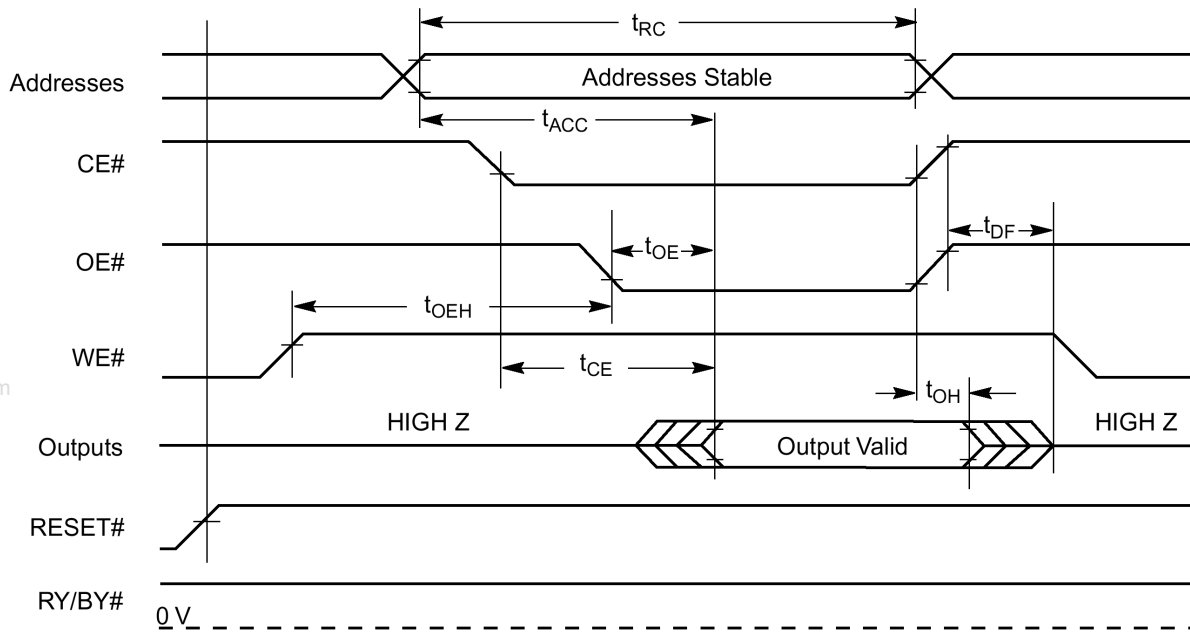 tRC
Addresses
Addresses Stable
tACC
CE#
tDF
tOE
OE#
tOEH
WE#
tCE
tOH
HIGH Z
HIGH Z
Outputs
Output Valid
RESET#
RY/BY#
0 V